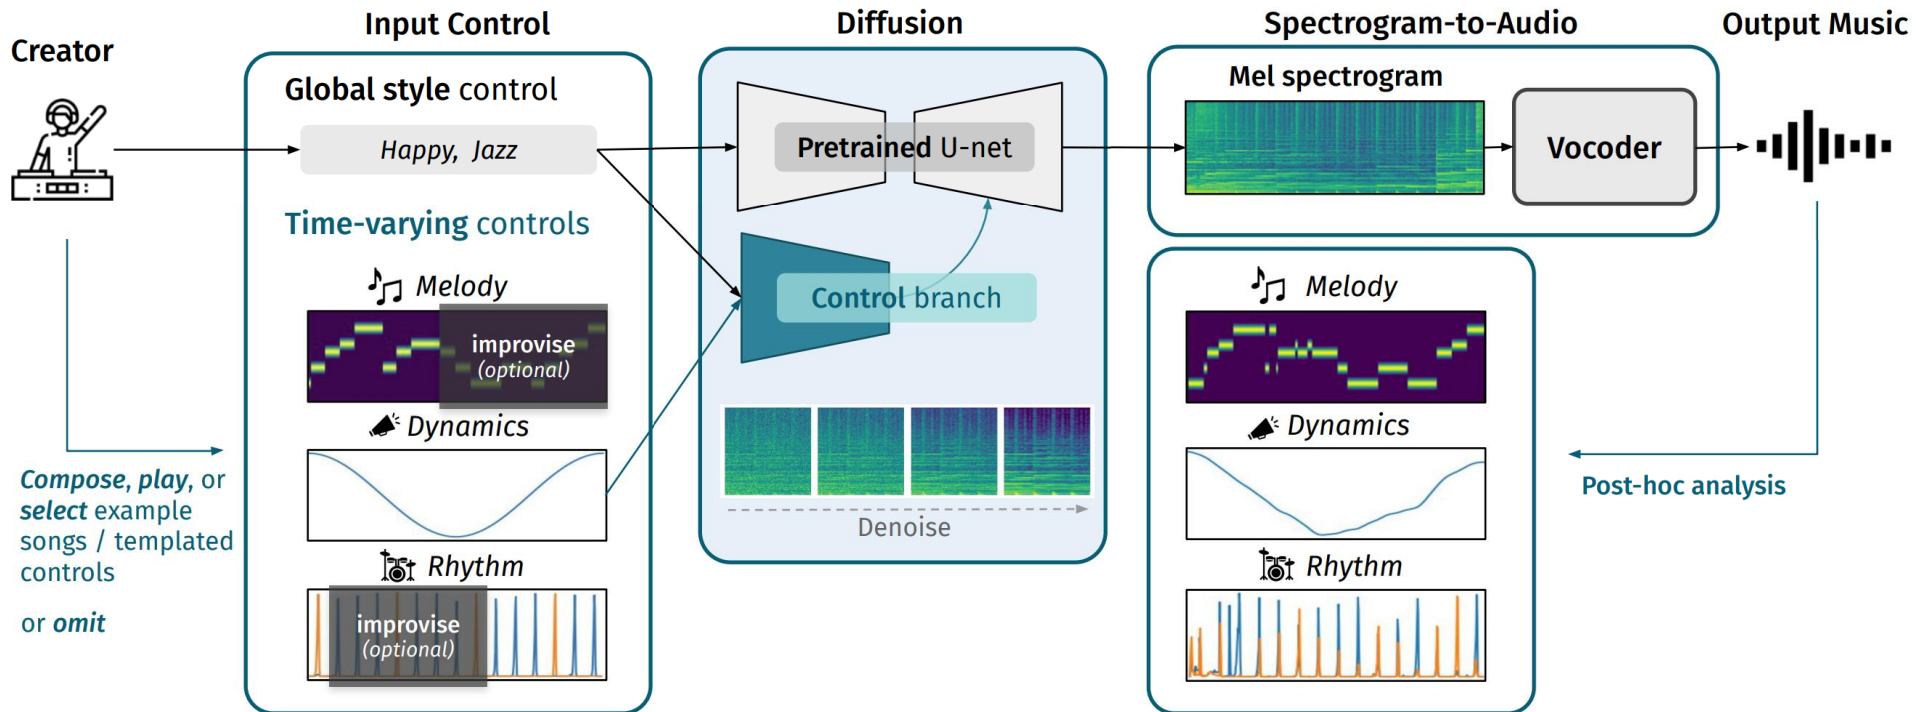 Creator
Input Control
Global style control
Happy, Jazz
Time-varying controls
Melody
improvise
(optional)
Dynamics
Rhythm
improvise
(optional)
Compose, play, or
select example
songs / templated
controls
or omit
Diffusion
Pretrained U-net
Control branch
Denoise
Spectrogram-to-Audio
Mel spectrogram
Vocoder
Output Music
Melody
Dynamics
Rhythm
Post-hoc analysis